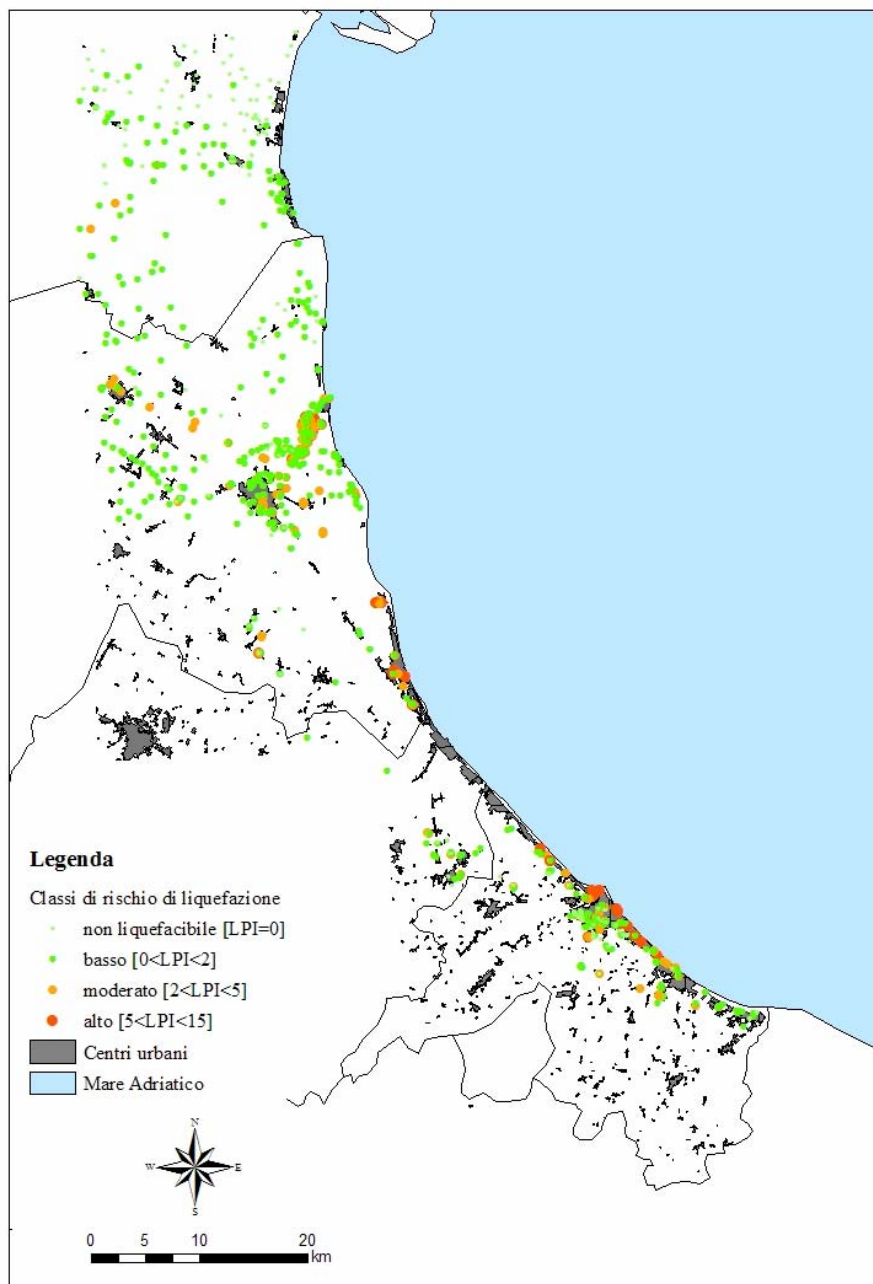 Legenda
Classi di rischio di liquefazione
non liquefacibile [LPI=0]
basso [0<LPI<2]
moderato [2<LPI<5]
alto [5<LPI<15]
Centri urbani
Mare Adriatico
N
W E
S
0 5 10 20
km